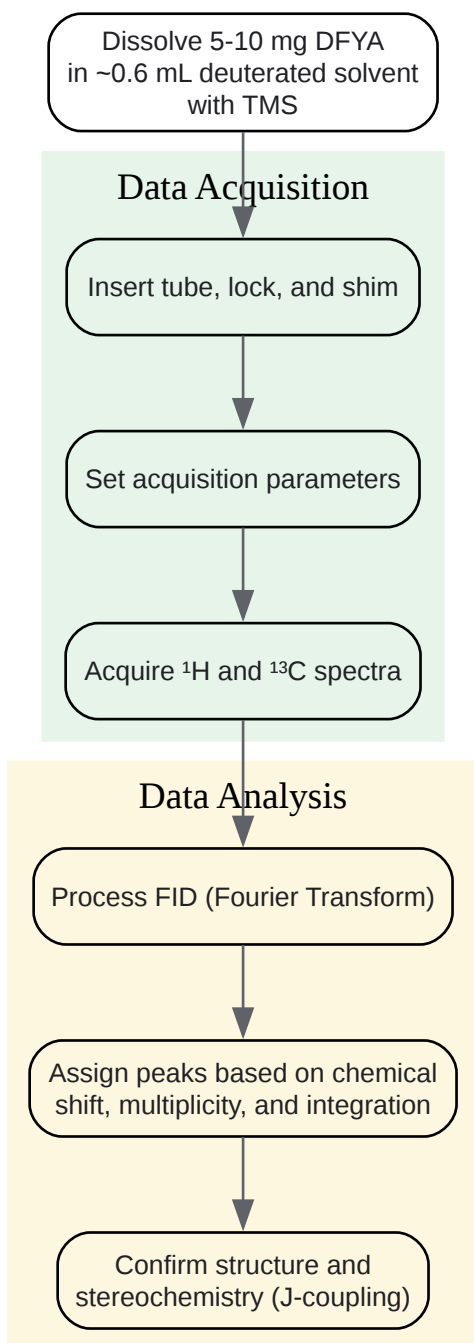 Dissolve 5-10 mg DFYA
in ~0.6 mL deuterated solvent
with TMS
Data Acquisition
Insert tube, lock, and shim
Set acquisition parameters
Acquire ¹H and ¹³C spectra
Data Analysis
Process FID (Fourier Transform)
Assign peaks based on chemical
shift, multiplicity, and integration
Confirm structure and
stereochemistry (J-coupling)